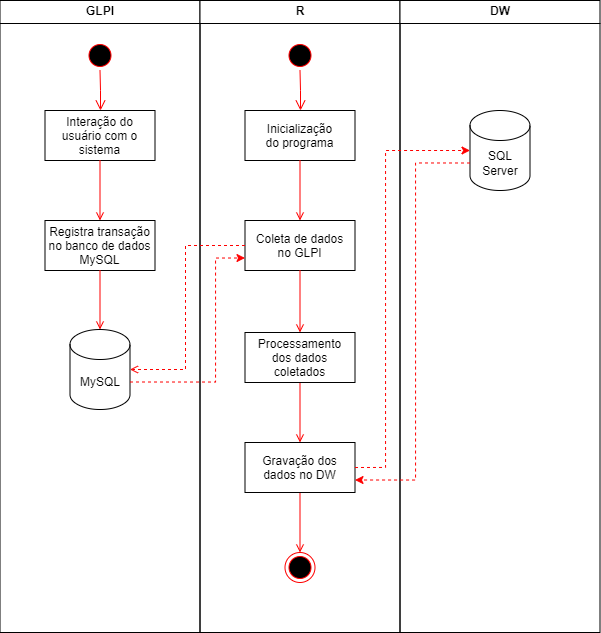 GLPI
R
DW
Interação do
usuário com o
sistema
Registra transação
no banco de dados
MySQL
MySQL
Inicialização
do programa
Coleta de dados
no GLPI
Processamento
dos dados
coletados
Gravação dos
dados no DW
SQL
Server